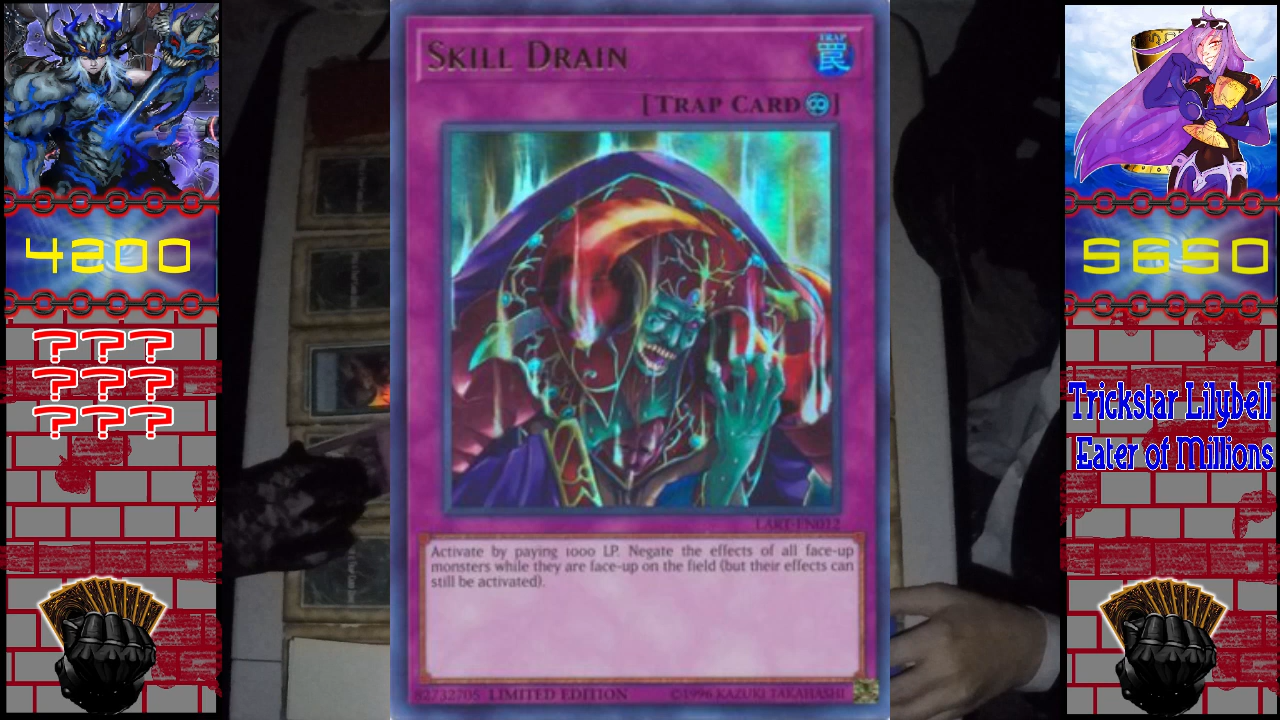 SKILL DRAIN
TRAP
罠
[TRAP CARD]
4200
5650
???
???
???
Trickstar Lilybell
Eater of Millions
LART-EN012
Activate by paying 1000 LP. Negate the effects of all face-up
monsters while they are face-up on the field (but their effects can
still be activated).
82732705 LIMITED EDITION
©1996 KAZUKI TAKAHASHI